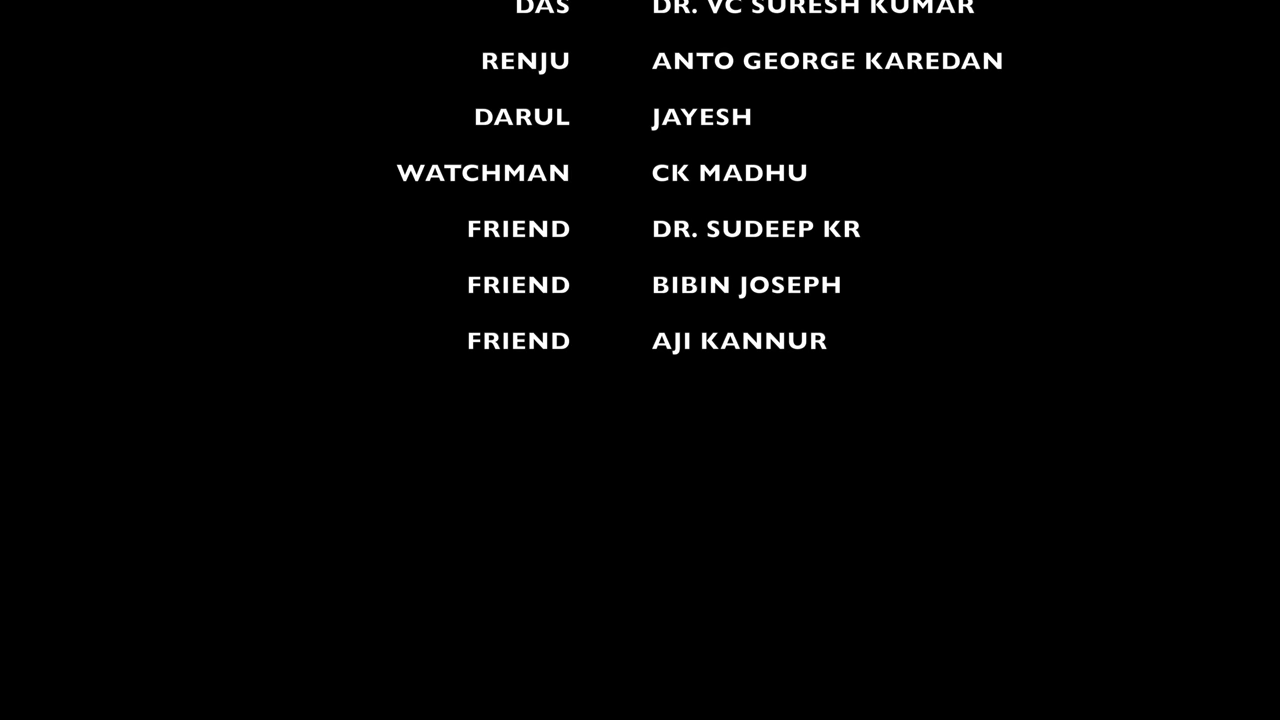 DAS DR. VC SURESH KUMAR
RENJU ANTO GEORGE KAREDAN
DARUL JAYESH
WATCHMAN CK MADHU
FRIEND DR. SUDEEP KR
FRIEND BIBIN JOSEPH
FRIEND AJI KANNUR